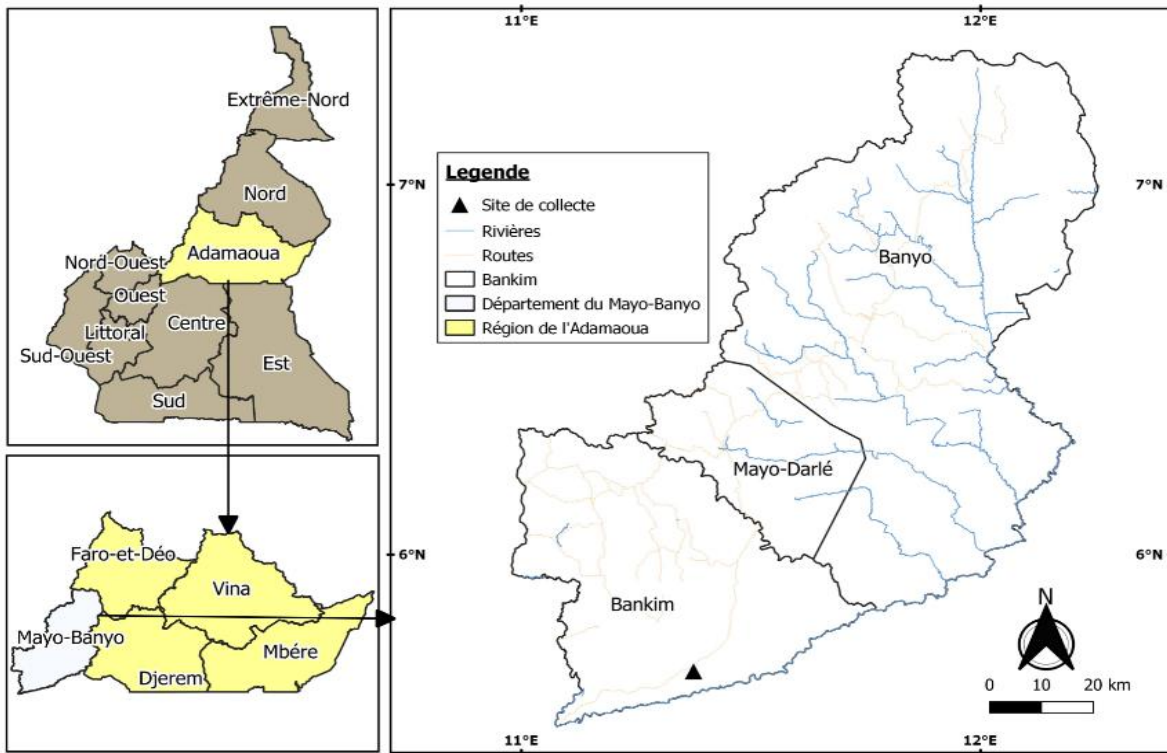 Extrême-Nord
Nord
Adamaoua
Nord-Ouest
Ouest
Littoral
Centre
Sud-Ouest
Est
Sud
Faro-et-Déo
Vina
Mayo-Banyo
Mbére
Djerem
11°E
12°E
7°N
7°N
Legende
Site de collecte
Rivières
Routes
Bankim
Département du Mayo-Banyo
Région de l'Adamaoua
Banyo
Mayo-Darlé
6°N
6°N
Bankim
N
0 10 20 km
11°E
12°E